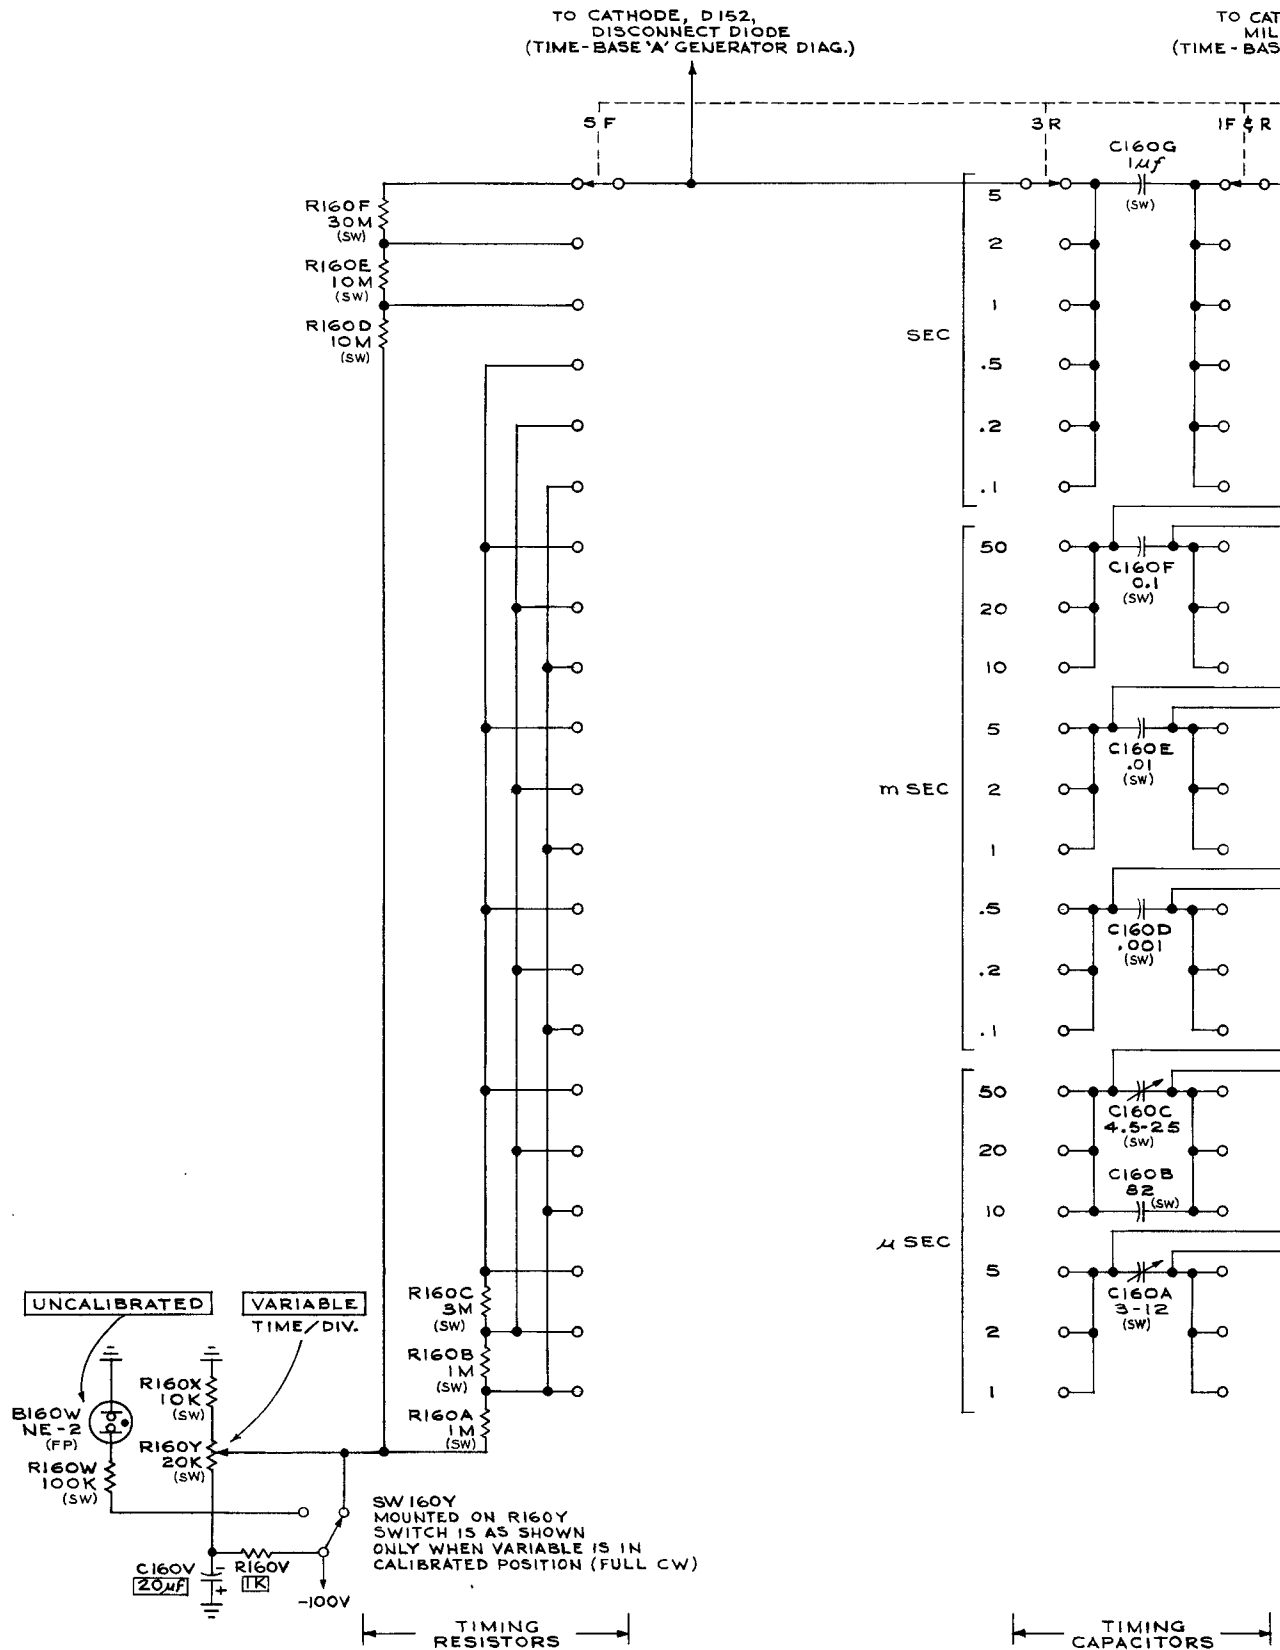 TO CATHODE, D152,
DISCONNECT DIODE
(TIME-BASE 'A' GENERATOR DIAG.)
TO CAT
MIL
(TIME-BAS
5F
3R
1F & R
C160G
1µf
(SW)
R160F
30M
(SW)
R160E
10M
(SW)
R160D
10M
(SW)
SEC
5
2
1
.5
.2
.1
m SEC
50
20
10
5
2
1
.5
.2
.1
µ SEC
50
20
10
5
2
1
C160F
0.1
(SW)
C160E
.01
(SW)
C160D
.001
(SW)
C160C
4.5-25
(SW)
C160B
82
(SW)
C160A
3-12
(SW)
R160C
3M
(SW)
R160B
1M
(SW)
R160A
1M
(SW)
UNCALIBRATED
VARIABLE
TIME/DIV.
R160X
10K
(SW)
B160W
NE-2
(FP)
R160Y
20K
(SW)
R160W
100K
(SW)
SW160Y
MOUNTED ON R160Y
SWITCH IS AS SHOWN
ONLY WHEN VARIABLE IS IN
CALIBRATED POSITION (FULL CW)
C160V
20µf
-
+
R160V
1K
-100V
TIMING
RESISTORS
TIMING
CAPACITORS